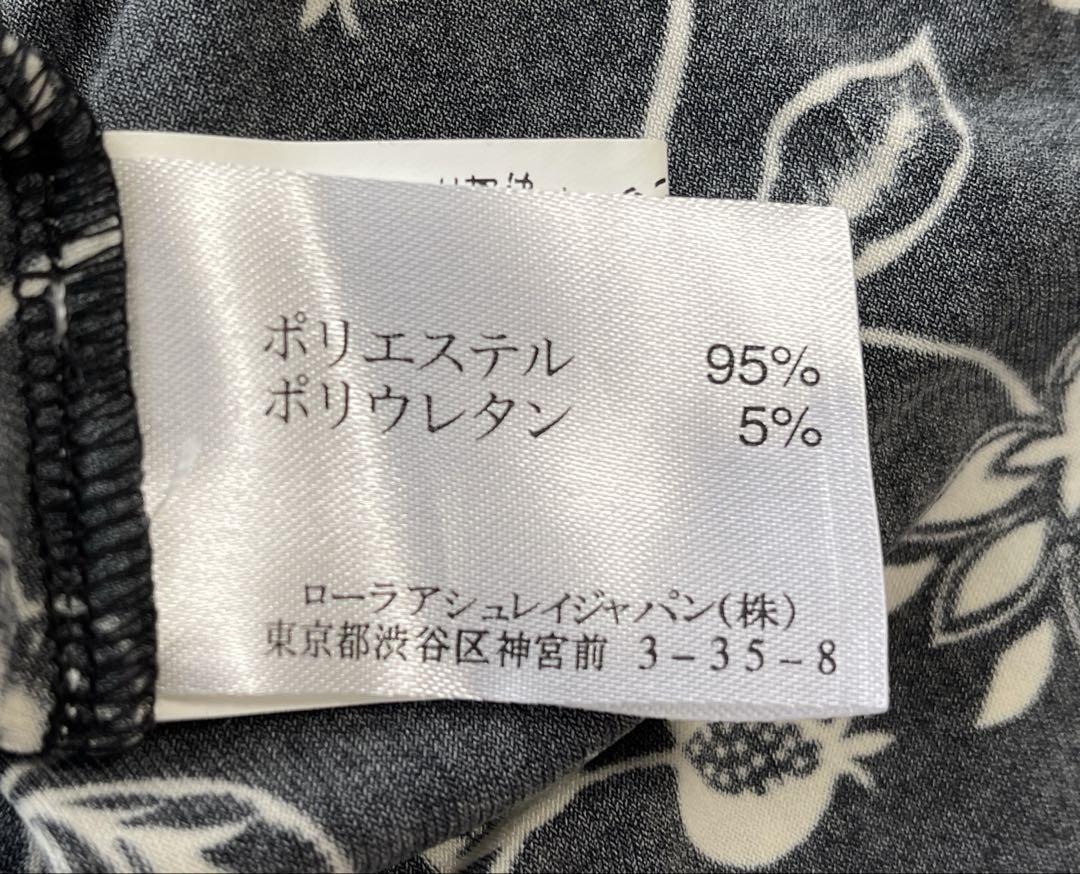 ポリエステル 95%
ポリウレタン 5%
ローラアシュレイジャパン(株)
東京都渋谷区神宮前 3-35-8